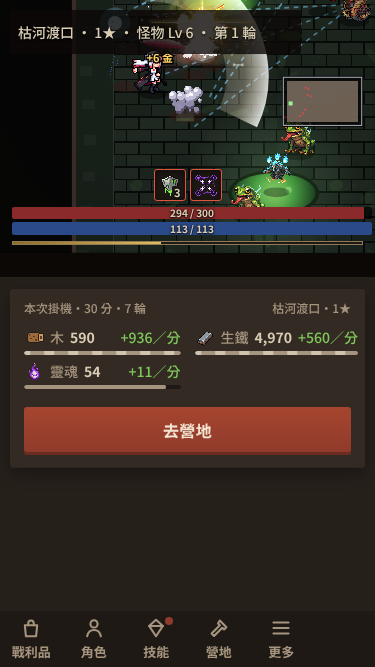 枯河渡口 · 1★ · 怪物 Lv 6 · 第 1 輪
+6 金
3
294 / 300
113 / 113
本次掛機·30 分·7 輪 枯河渡口·1★
木 590 +936／分 生鐵 4,970 +560／分
靈魂 54 +11／分
去營地
戰利品 角色 技能 營地 更多